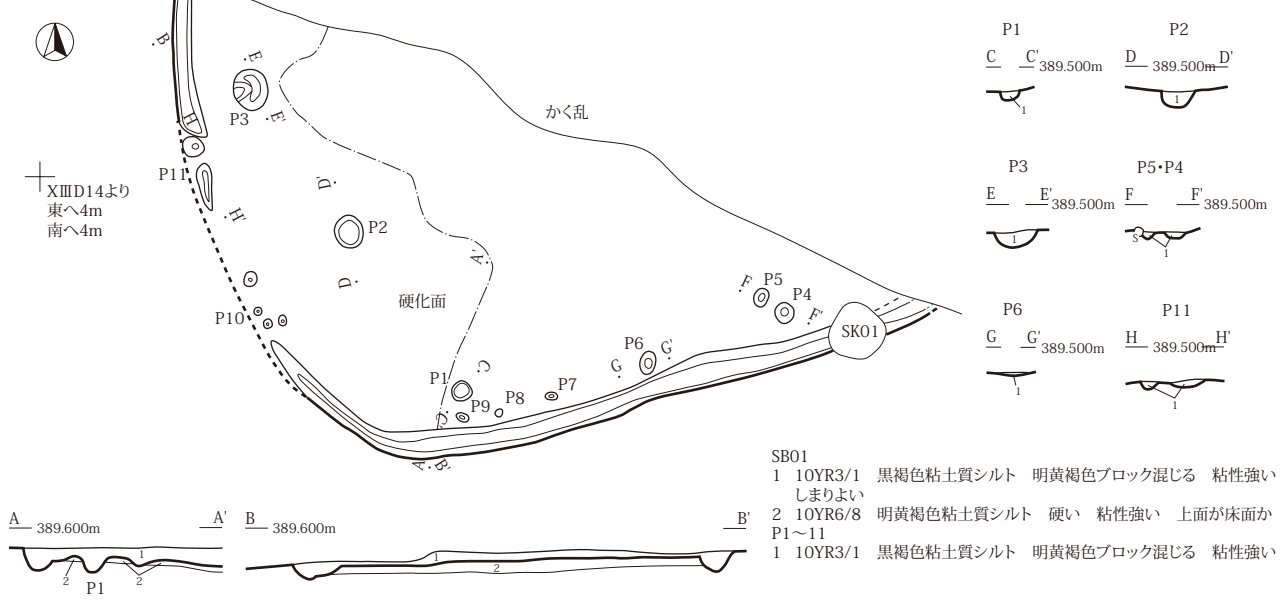 B
E
P3
E'
H
P11
H'
XⅢD14より
東へ4m
南へ4m
D'
P2
D
かく乱
硬化面
A'
P10
P1
C
C'
P9
P8
P7
P6
G
G'
F
P5
P4
F'
SK01
A
B'
P1
C
C'
389.500m
1
P2
D
389.500m
D'
1
P3
E
E'
389.500m
1
P5・P4
F
F'
389.500m
S
1
P6
G
G'
389.500m
1
P11
H
389.500m
H'
1
SB01
1 10YR3/1 黒褐色粘土質シルト 明黄褐色ブロック混じる 粘性強い
しまりよい
2 10YR6/8 明黄褐色粘土質シルト 硬い 粘性強い 上面が床面か
P1～11
1 10YR3/1 黒褐色粘土質シルト 明黄褐色ブロック混じる 粘性強い
A
389.600m
A'
1
2
P1
2
B
389.600m
B'
1
2